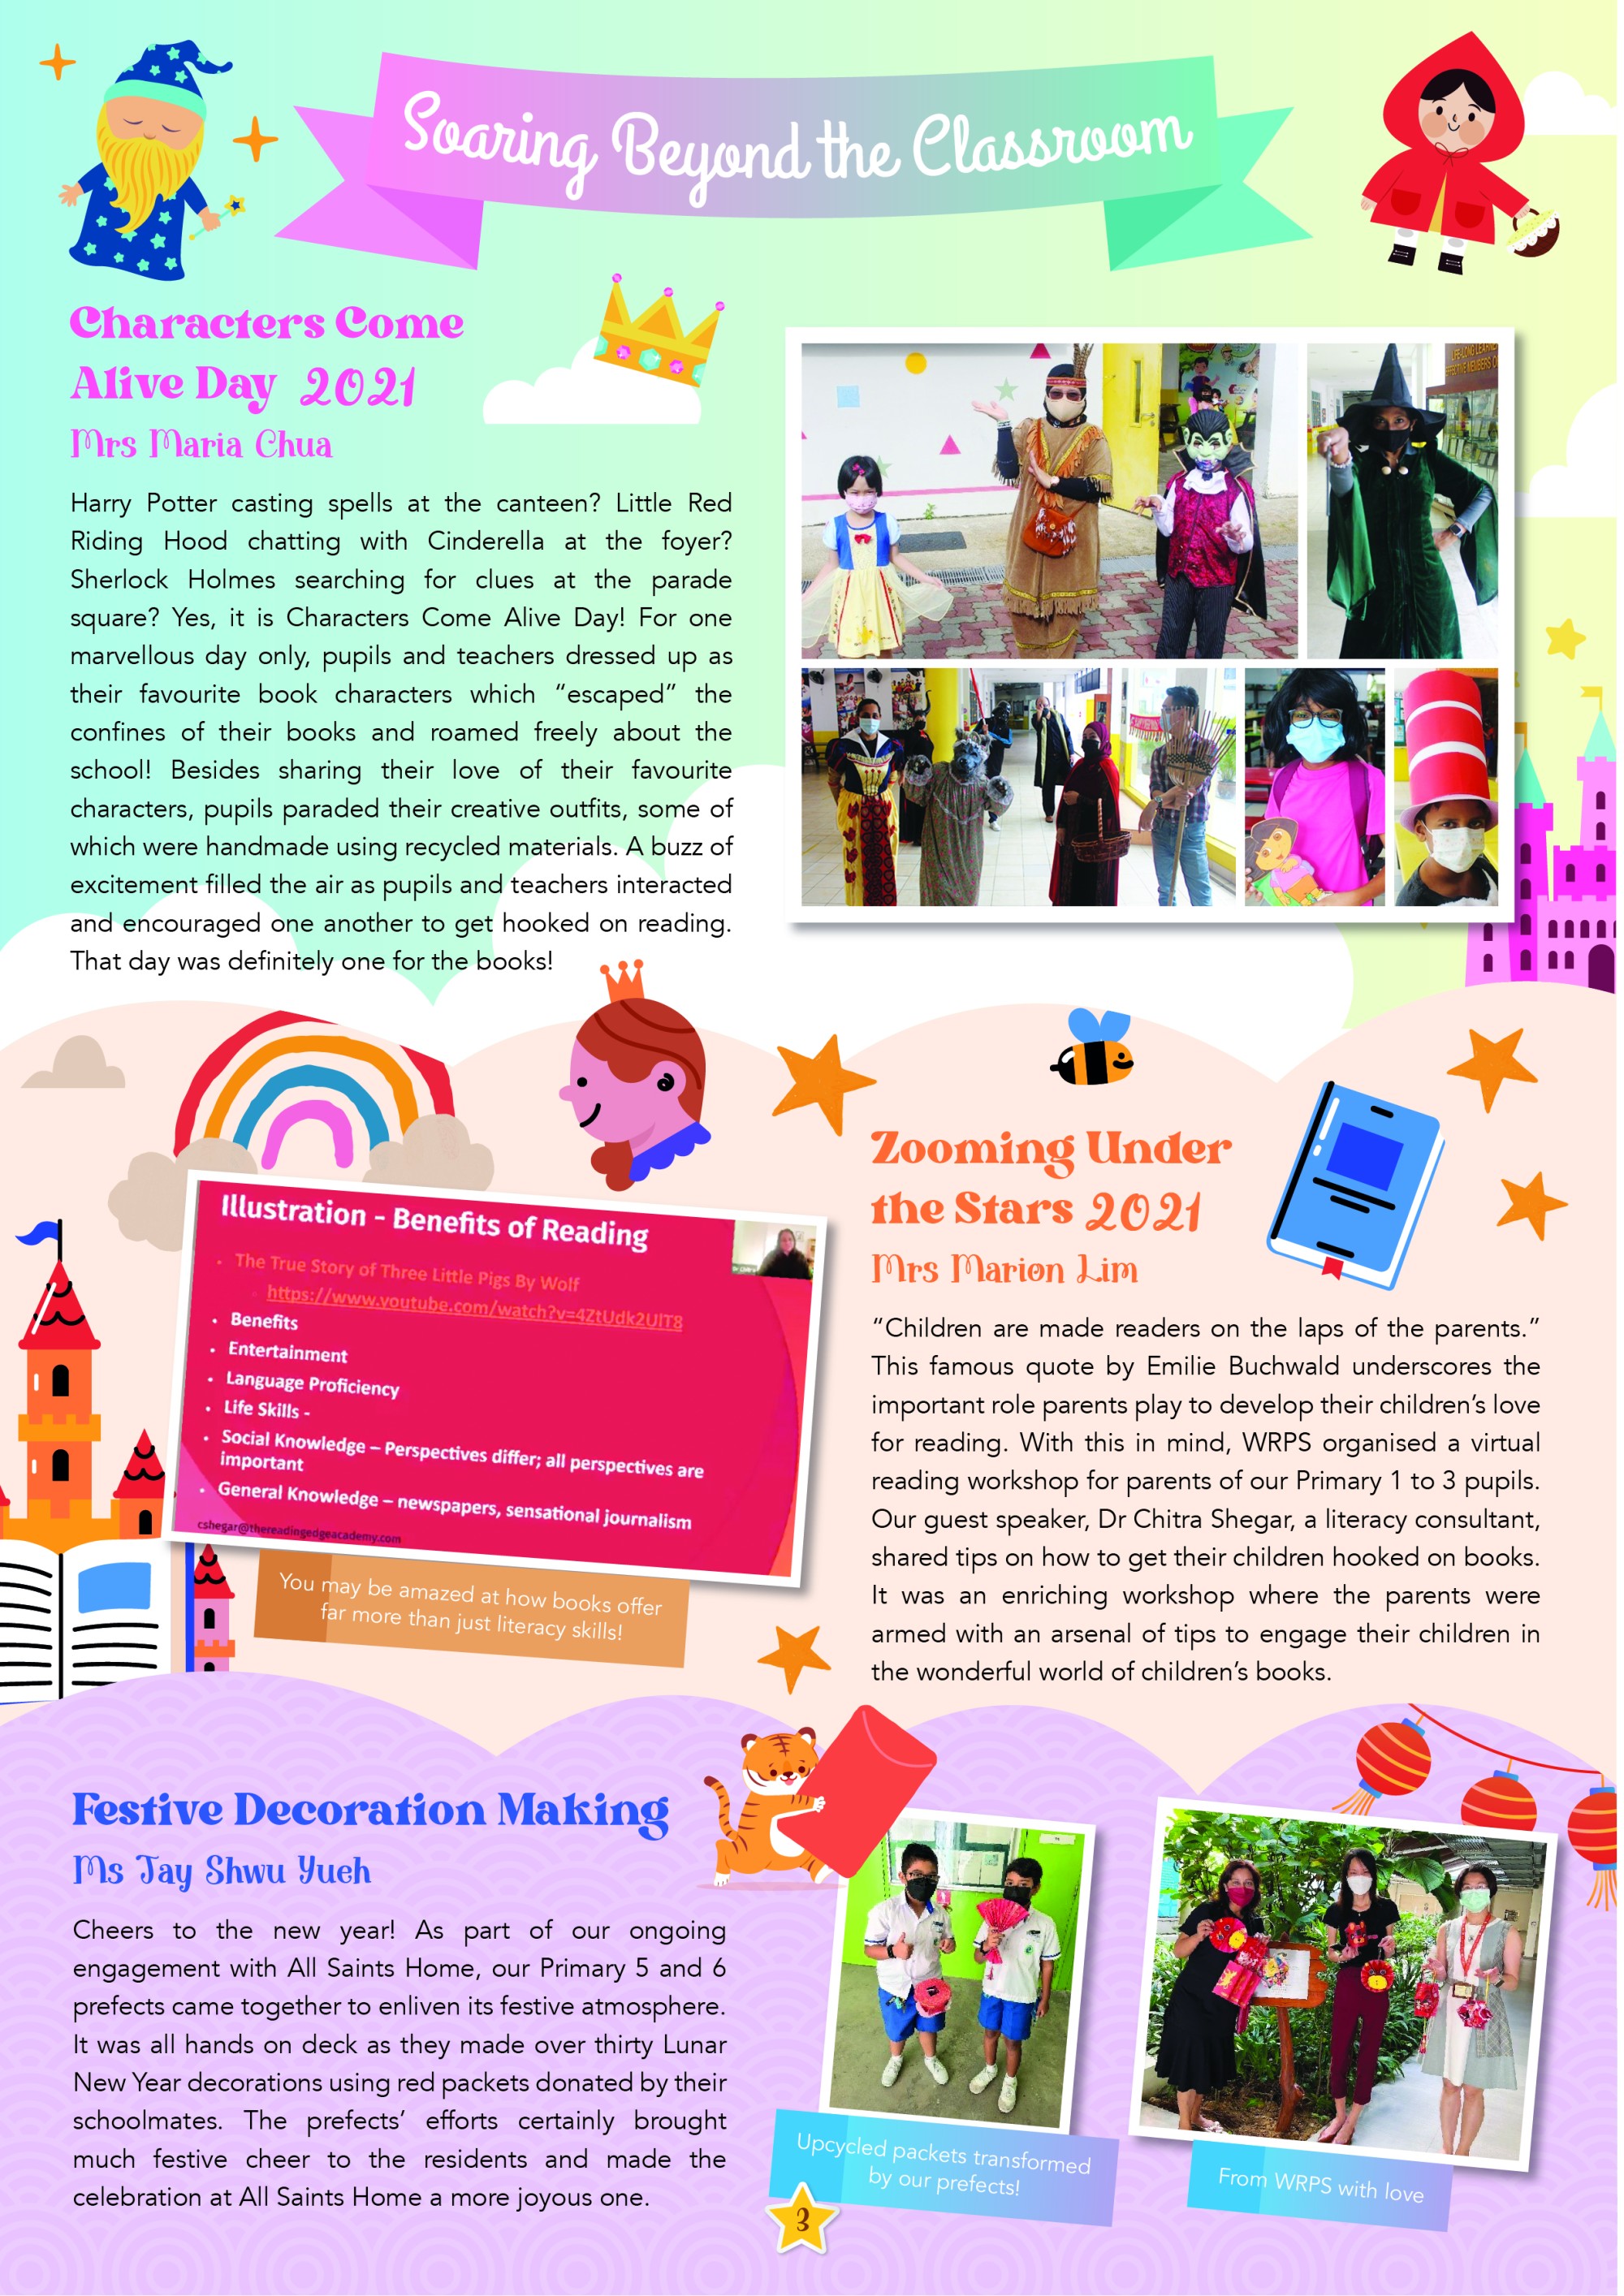 Soaring Beyond the Classroom
Characters Come
Alive Day 2021
Mrs Maria Chua
Harry Potter casting spells at the canteen? Little Red
Riding Hood chatting with Cinderella at the foyer?
Sherlock Holmes searching for clues at the parade
square? Yes, it is Characters Come Alive Day! For one
marvellous day only, pupils and teachers dressed up as
their favourite book characters which “escaped” the
confines of their books and roamed freely about the
school! Besides sharing their love of their favourite
characters, pupils paraded their creative outfits, some of
which were handmade using recycled materials. A buzz of
excitement filled the air as pupils and teachers interacted
and encouraged one another to get hooked on reading.
That day was definitely one for the books!
Illustration - Benefits of Reading
• The True Story of Three Little Pigs By Wolf
• https://www.youtube.com/watch?v=4ZtUdk2UlT8
• Benefits
• Entertainment
• Language Proficiency
• Life Skills -
• Social Knowledge – Perspectives differ; all perspectives are
important
• General Knowledge – newspapers, sensational journalism
cshegar@thereadingedgeacademy.com
You may be amazed at how books offer
far more than just literacy skills!
Zooming Under
the Stars 2021
Mrs Marion Lim
“Children are made readers on the laps of the parents.”
This famous quote by Emilie Buchwald underscores the
important role parents play to develop their children’s love
for reading. With this in mind, WRPS organised a virtual
reading workshop for parents of our Primary 1 to 3 pupils.
Our guest speaker, Dr Chitra Shegar, a literacy consultant,
shared tips on how to get their children hooked on books.
It was an enriching workshop where the parents were
armed with an arsenal of tips to engage their children in
the wonderful world of children’s books.
Festive Decoration Making
Ms Tay Shwu Yueh
Cheers to the new year! As part of our ongoing
engagement with All Saints Home, our Primary 5 and 6
prefects came together to enliven its festive atmosphere.
It was all hands on deck as they made over thirty Lunar
New Year decorations using red packets donated by their
schoolmates. The prefects’ efforts certainly brought
much festive cheer to the residents and made the
celebration at All Saints Home a more joyous one.
Upcycled packets transformed
by our prefects!
From WRPS with love
3